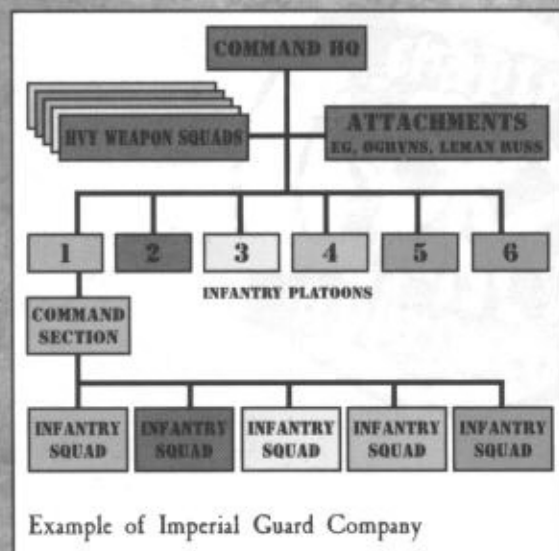 COMMAND HQ
HVY WEAPON SQUADS
ATTACHMENTS
EG, OGRYNS, LEMAN RUSS
1 2 3 4 5 6
INFANTRY PLATOONS
COMMAND
SECTION
INFANTRY
SQUAD
INFANTRY
SQUAD
INFANTRY
SQUAD
INFANTRY
SQUAD
INFANTRY
SQUAD
Example of Imperial Guard Company